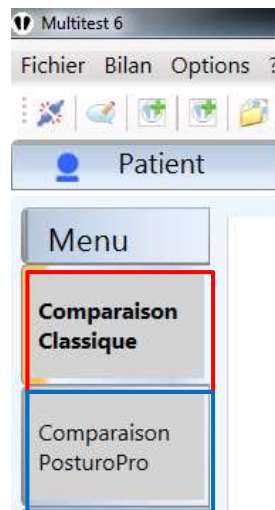 Multitest 6
Fichier Bilan Options ?
Patient
Menu
Comparaison
Classique
Comparaison
PosturoPro